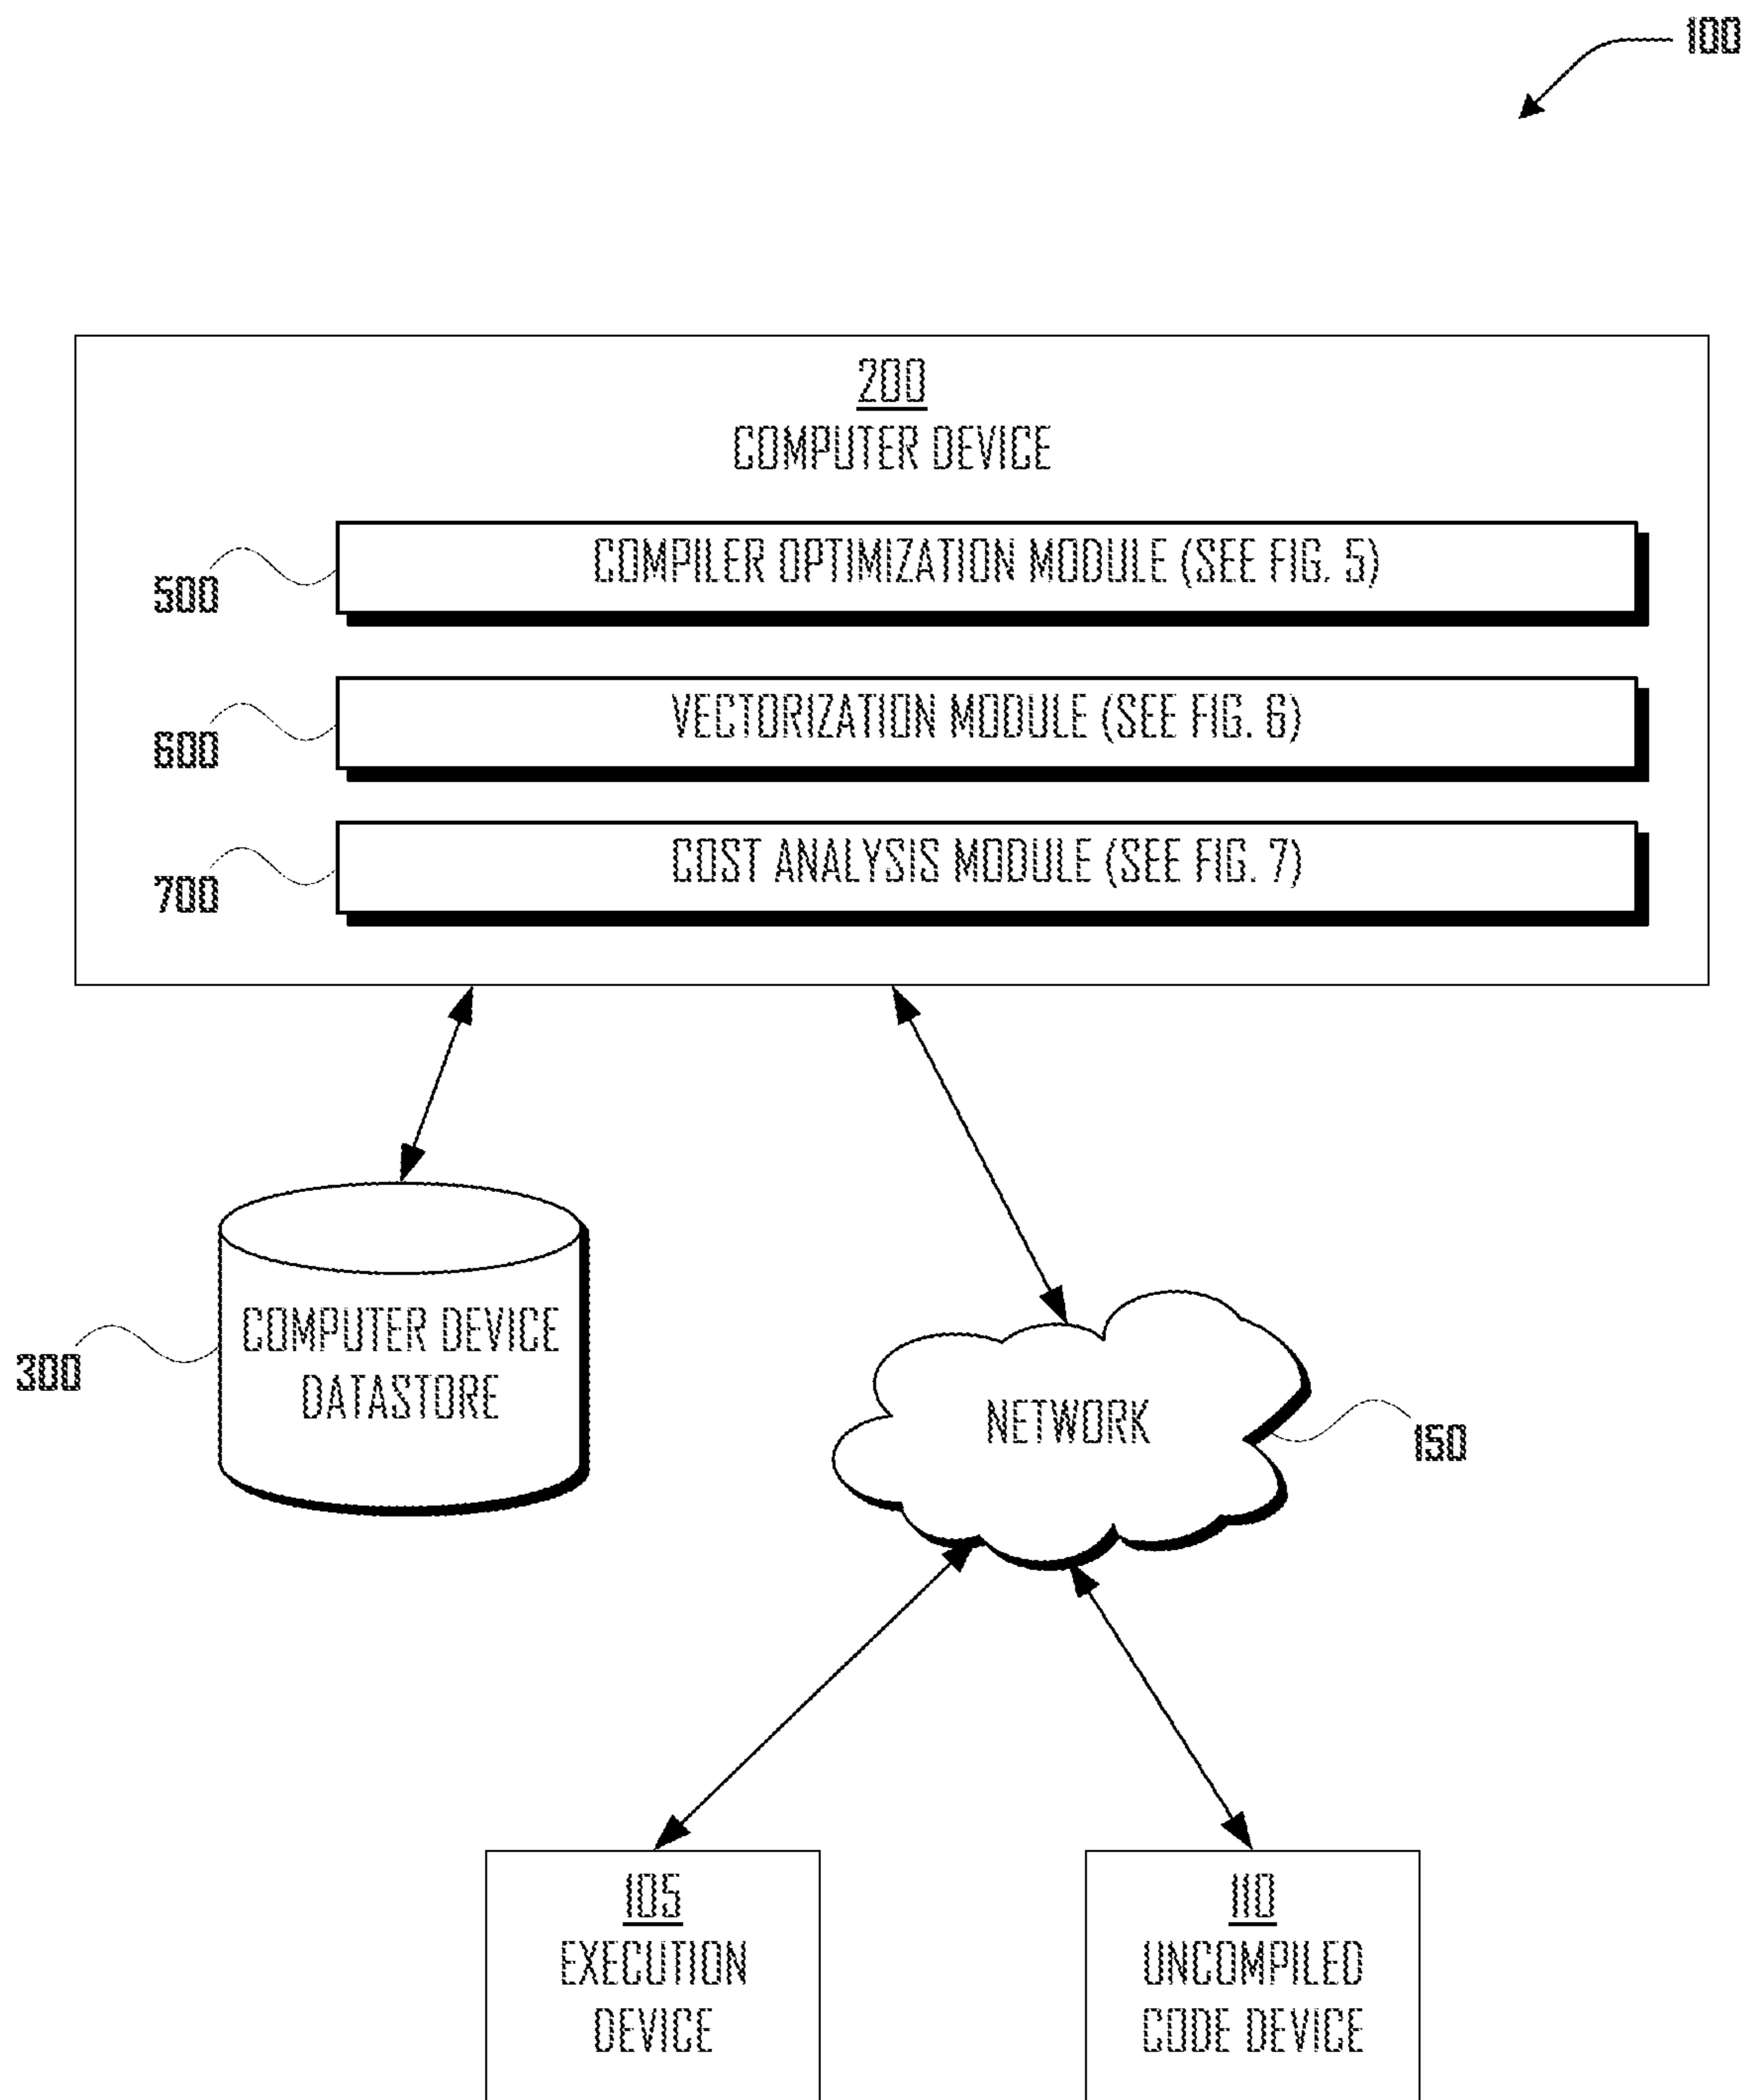 100
200
COMPUTER DEVICE
COMPILER OPTIMIZATION MODULE (SEE FIG. 5)
500
VECTORIZATION MODULE (SEE FIG. 6)
600
COST ANALYSIS MODULE (SEE FIG. 7)
700
COMPUTER DEVICE
DATASTORE
300
NETWORK
150
105
EXECUTION
DEVICE
110
UNCOMPILED
CODE DEVICE